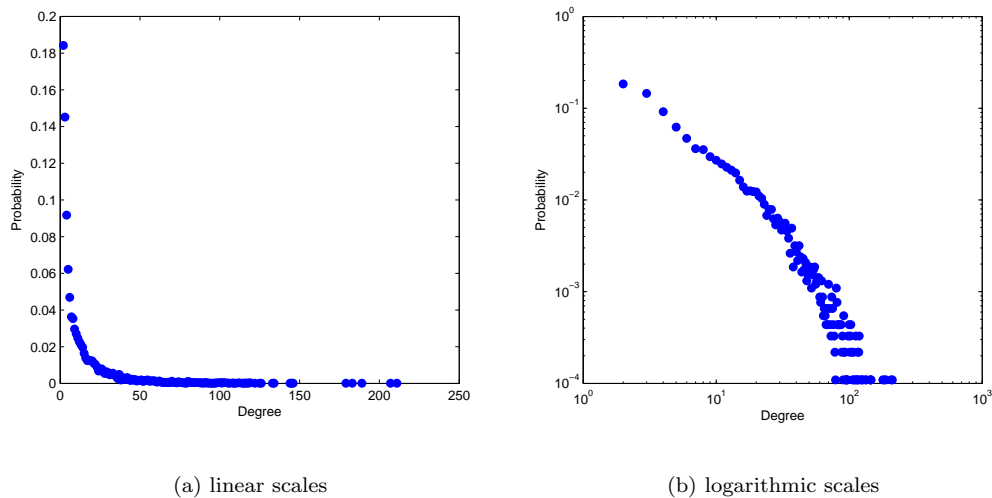 0.2
0.18
0.16
0.14
0.12
0.1
0.08
0.06
0.04
0.02
0
0 50 100 150 200 250
Probability
Degree
(a) linear scales
10^0
10^-1
10^-2
10^-3
10^-4
10^0 10^1 10^2 10^3
Probability
Degree
(b) logarithmic scales